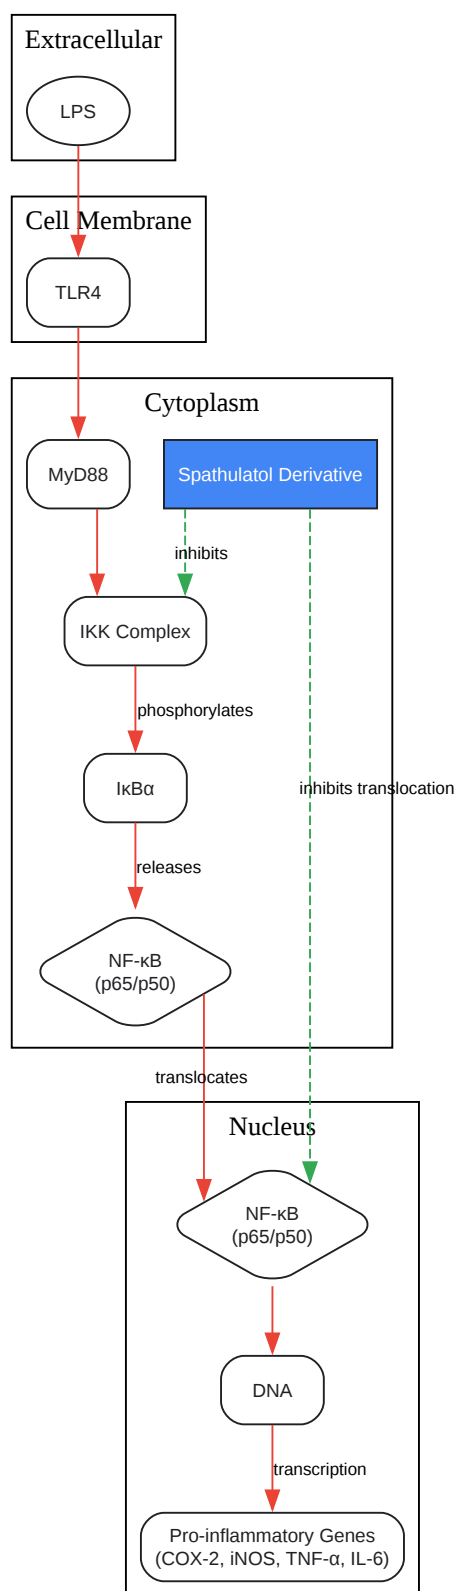 Extracellular
LPS
Cell Membrane
TLR4
Cytoplasm
MyD88
Spathulatol Derivative
inhibits
IKK Complex
phosphorylates
IκBα
inhibits translocation
releases
NF-κB
(p65/p50)
translocates
Nucleus
NF-κB
(p65/p50)
DNA
transcription
Pro-inflammatory Genes
(COX-2, iNOS, TNF-α, IL-6)